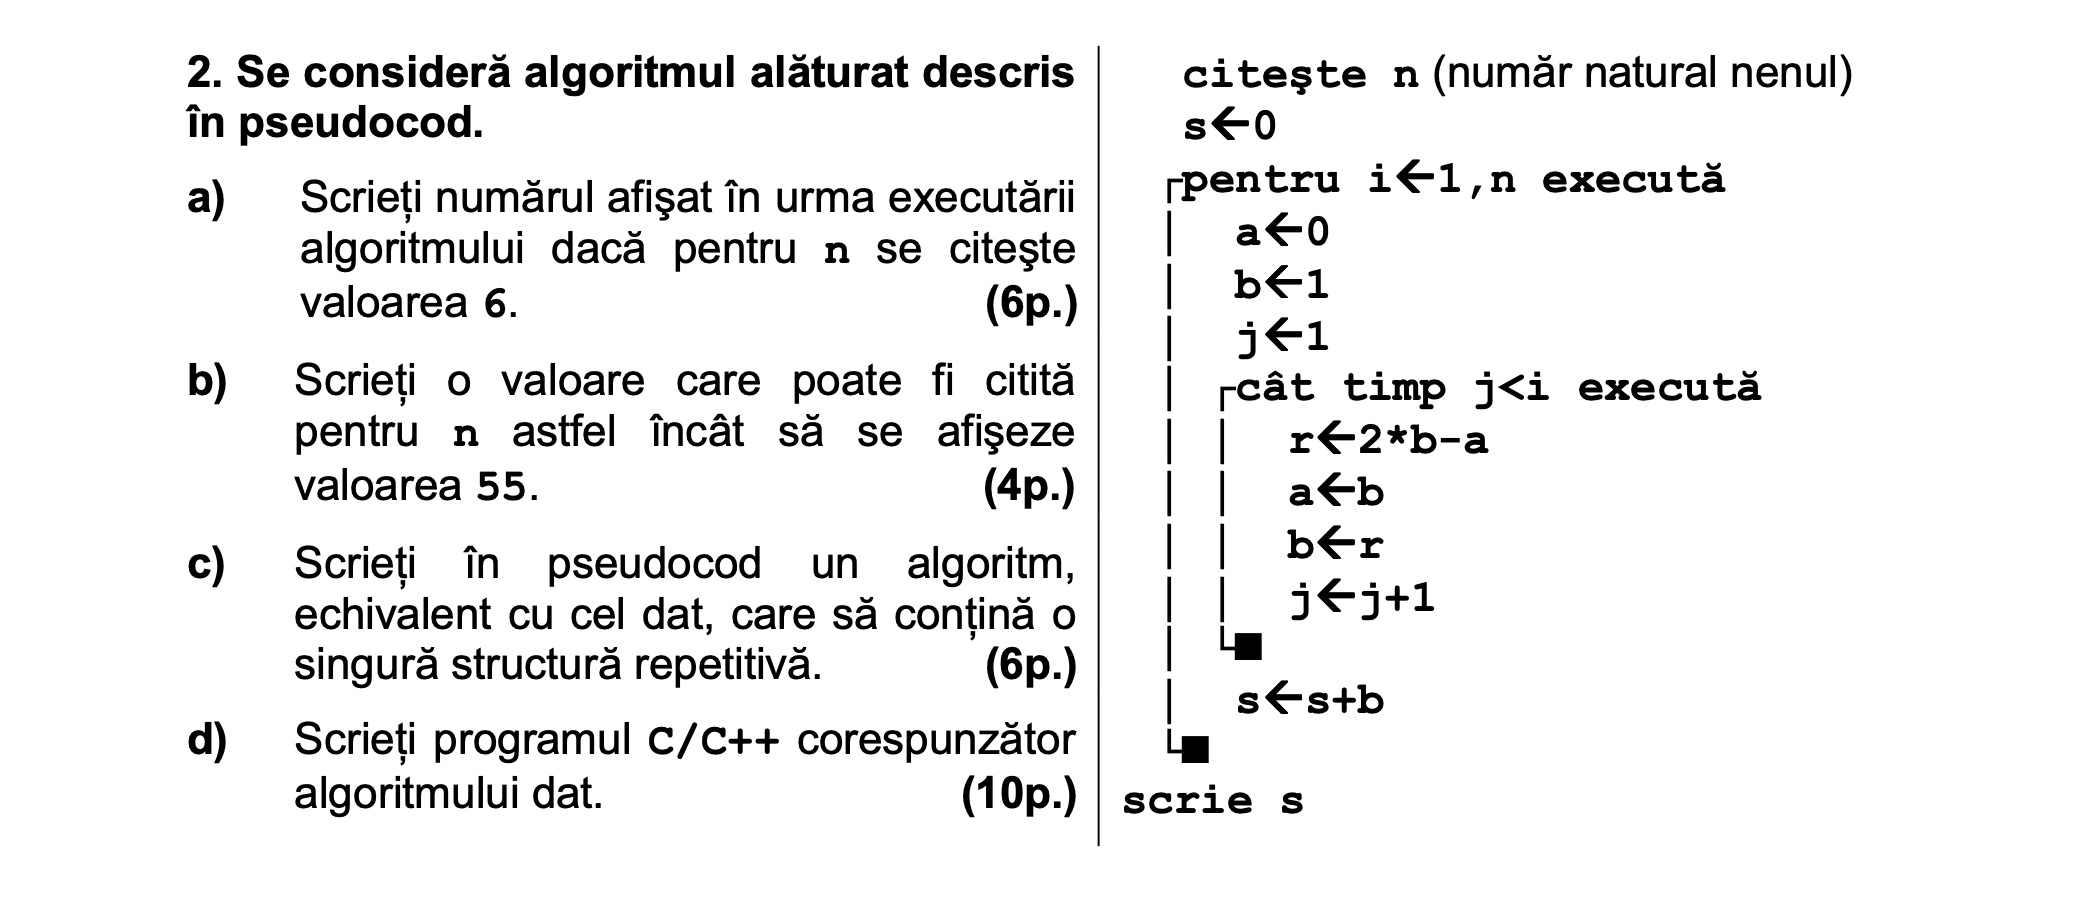 2. Se consideră algoritmul alăturat descris
în pseudocod.
a) Scrieți numărul afişat în urma executării
algoritmului dacă pentru n se citeşte
valoarea 6. (6p.)
b) Scrieți o valoare care poate fi citită
pentru n astfel încât să se afişeze
valoarea 55. (4p.)
c) Scrieți în pseudocod un algoritm,
echivalent cu cel dat, care să conțină o
singură structură repetitivă. (6p.)
d) Scrieți programul C/C++ corespunzător
algoritmului dat. (10p.)
citeşte n (număr natural nenul)
s←0
┌pentru i←1,n execută
│ a←0
│ b←1
│ j←1
│ ┌cât timp j<i execută
│ │ r←2*b-a
│ │ a←b
│ │ b←r
│ │ j←j+1
│ └■
│ s←s+b
└■
scrie s